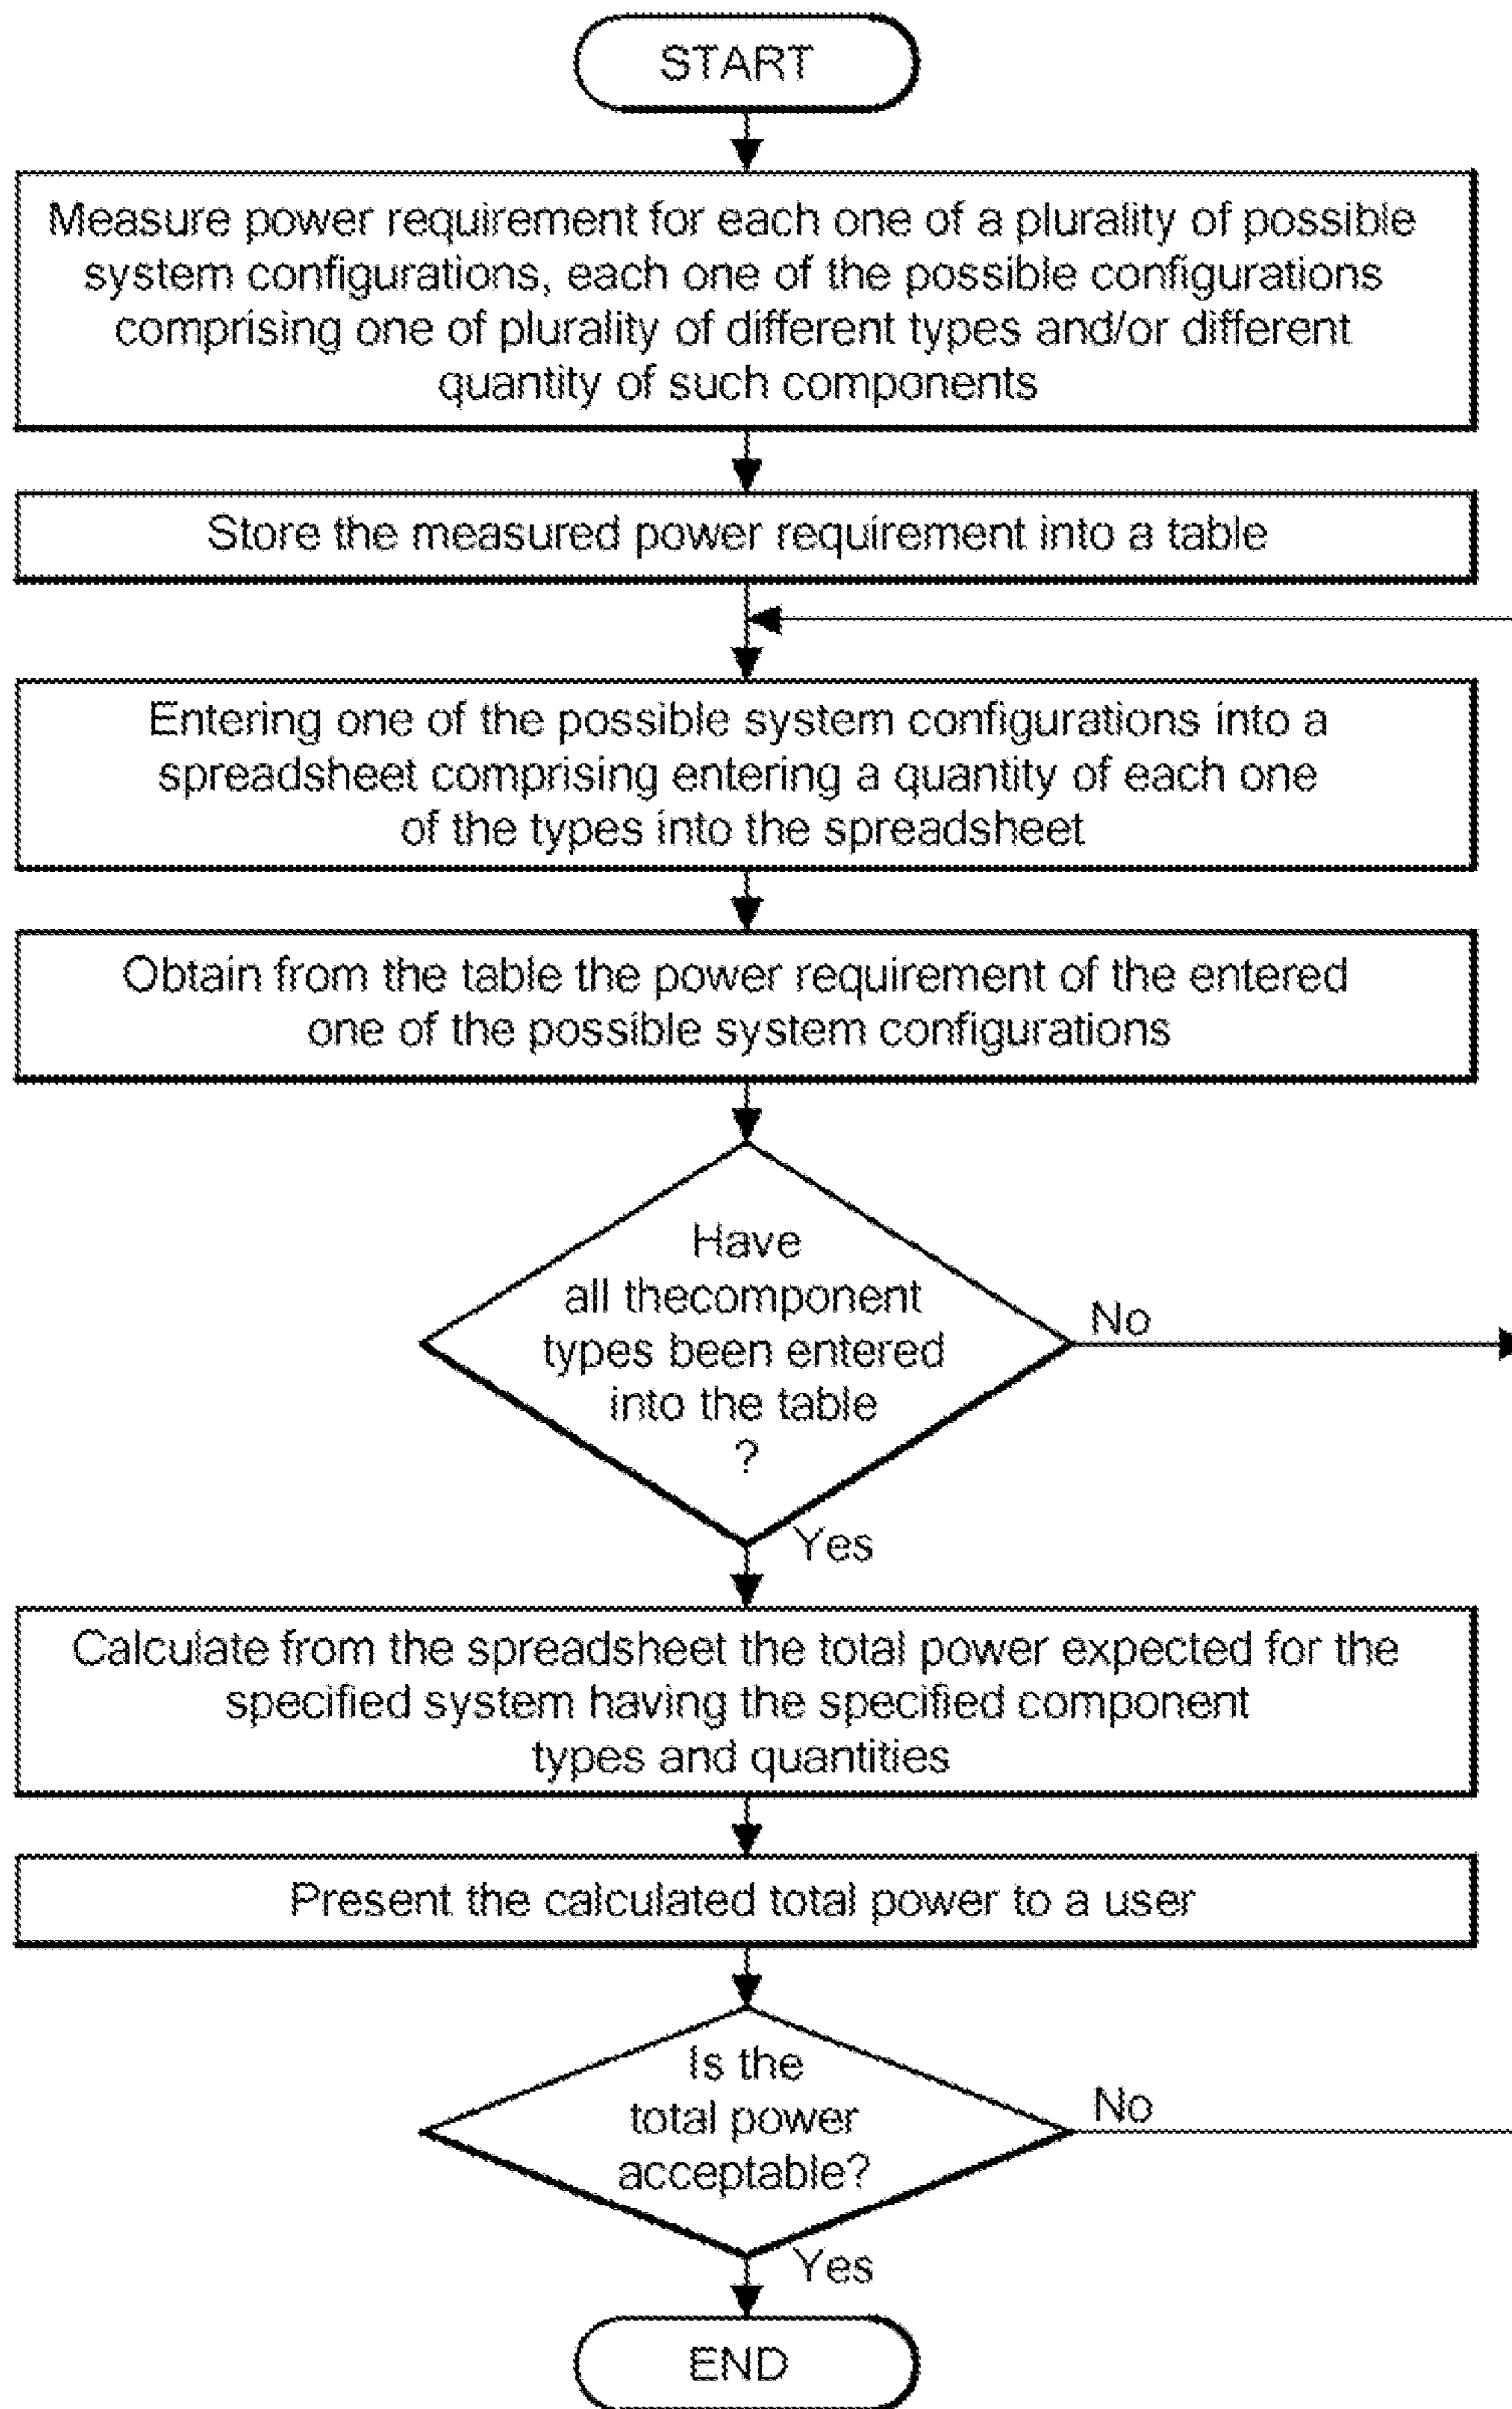 START
Measure power requirement for each one of a plurality of possible
system configurations, each one of the possible configurations
comprising one of plurality of different types and/or different
quantity of such components
Store the measured power requirement into a table
Entering one of the possible system configurations into a
spreadsheet comprising entering a quantity of each one
of the types into the spreadsheet
Obtain from the table the power requirement of the entered
one of the possible system configurations
Have
all thecomponent
types been entered
into the table
?
No
Yes
Calculate from the spreadsheet the total power expected for the
specified system having the specified component
types and quantities
Present the calculated total power to a user
Is the
total power
acceptable?
No
Yes
END